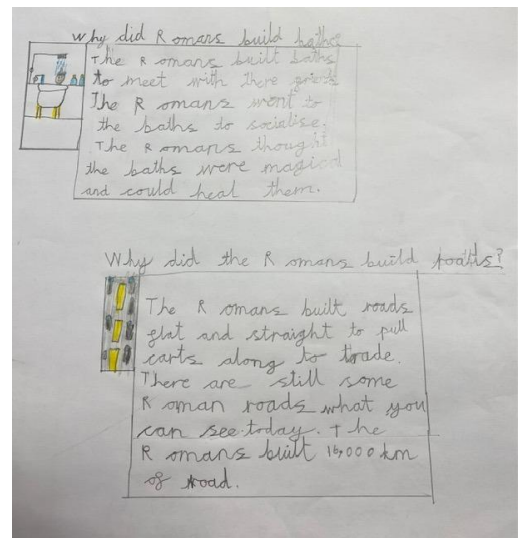 Why did Romans build baths?
The Romans built baths
to meet with there
The Romans went to
the baths to socialise.
The Romans thought
the baths were magical
and could heal them.
Why did the Romans build roads?
The Romans built roads
flat and straight to pull
carts along to trade.
There are still some
Roman roads what you
can see today. The
Romans built 16,000 km
of road.